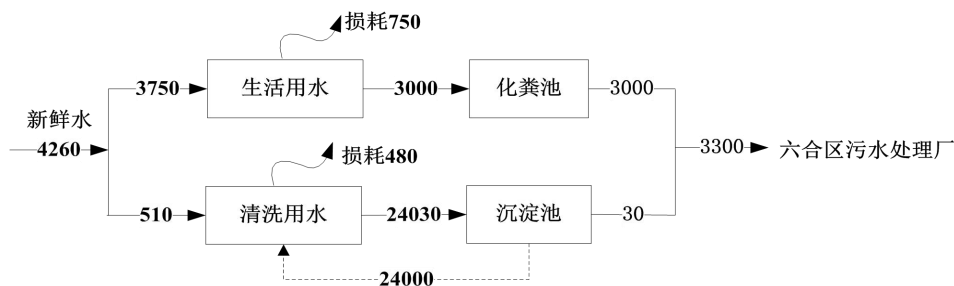 损耗750
3750
生活用水
3000
化粪池
3000
新鲜水
4260
3300
六合区污水处理厂
损耗480
510
清洗用水
24030
沉淀池
30
24000